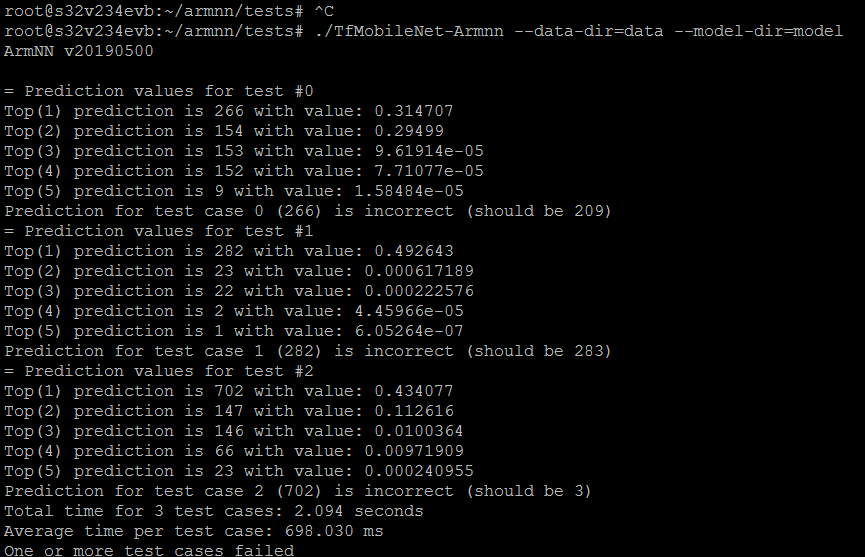 root@s32v234evb:~/armnn/tests# ^C
root@s32v234evb:~/armnn/tests# ./TfMobileNet-Armnn --data-dir=data --model-dir=model
ArmNN v20190500
= Prediction values for test #0
Top(1) prediction is 266 with value: 0.314707
Top(2) prediction is 154 with value: 0.29499
Top(3) prediction is 153 with value: 9.61914e-05
Top(4) prediction is 152 with value: 7.71077e-05
Top(5) prediction is 9 with value: 1.58484e-05
Prediction for test case 0 (266) is incorrect (should be 209)
= Prediction values for test #1
Top(1) prediction is 282 with value: 0.492643
Top(2) prediction is 23 with value: 0.000617189
Top(3) prediction is 22 with value: 0.000222576
Top(4) prediction is 2 with value: 4.45966e-05
Top(5) prediction is 1 with value: 6.05264e-07
Prediction for test case 1 (282) is incorrect (should be 283)
= Prediction values for test #2
Top(1) prediction is 702 with value: 0.434077
Top(2) prediction is 147 with value: 0.112616
Top(3) prediction is 146 with value: 0.0100364
Top(4) prediction is 66 with value: 0.00971909
Top(5) prediction is 23 with value: 0.000240955
Prediction for test case 2 (702) is incorrect (should be 3)
Total time for 3 test cases: 2.094 seconds
Average time per test case: 698.030 ms
One or more test cases failed